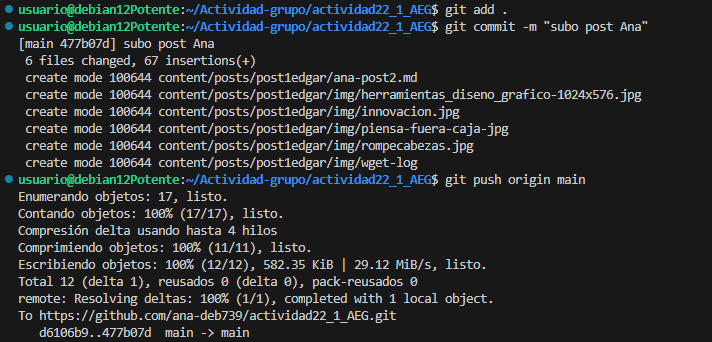 usuario@debian12Potente:~/Actividad-grupo/actividad22_1_AEG$ git add .
usuario@debian12Potente:~/Actividad-grupo/actividad22_1_AEG$ git commit -m "subo post Ana"
[main 477b07d] subo post Ana
 6 files changed, 67 insertions(+)
 create mode 100644 content/posts/post1edgar/ana-post2.md
 create mode 100644 content/posts/post1edgar/img/herramientas_diseno_grafico-1024x576.jpg
 create mode 100644 content/posts/post1edgar/img/innovacion.jpg
 create mode 100644 content/posts/post1edgar/img/piensa-fuera-caja-jpg
 create mode 100644 content/posts/post1edgar/img/rompecabezas.jpg
 create mode 100644 content/posts/post1edgar/img/wget-log
usuario@debian12Potente:~/Actividad-grupo/actividad22_1_AEG$ git push origin main
Enumerando objetos: 17, listo.
Contando objetos: 100% (17/17), listo.
Compresión delta usando hasta 4 hilos
Comprimiendo objetos: 100% (11/11), listo.
Escribiendo objetos: 100% (12/12), 582.35 KiB | 29.12 MiB/s, listo.
Total 12 (delta 1), reusados 0 (delta 0), pack-reusados 0
remote: Resolving deltas: 100% (1/1), completed with 1 local object.
To https://github.com/ana-deb739/actividad22_1_AEG.git
   d6106b9..477b07d  main -> main